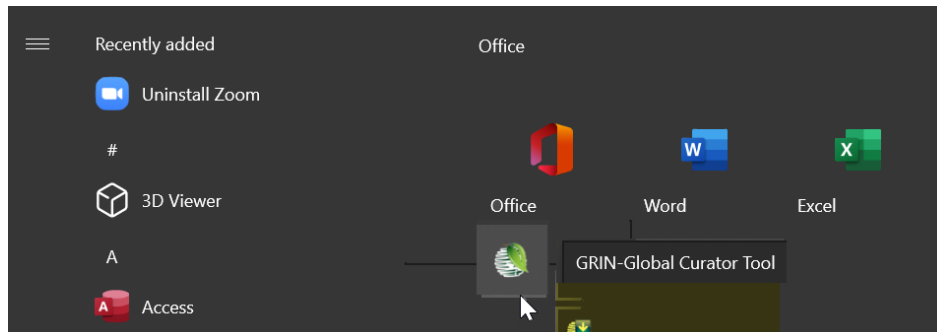 Recently added
Office
Uninstall Zoom
#
3D Viewer
W
X
Office
Word
Excel
A
GRIN-Global Curator Tool
A
Access